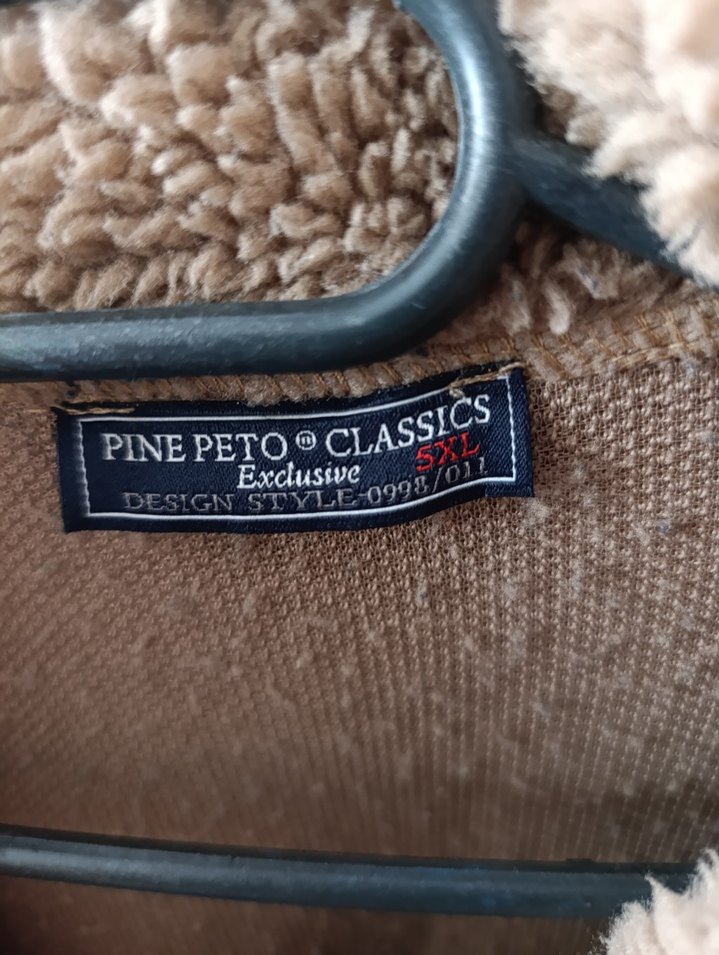 PINE PETO ⓜ CLASSICS
Exclusive 5XL
DESIGN STYLE-0998/011